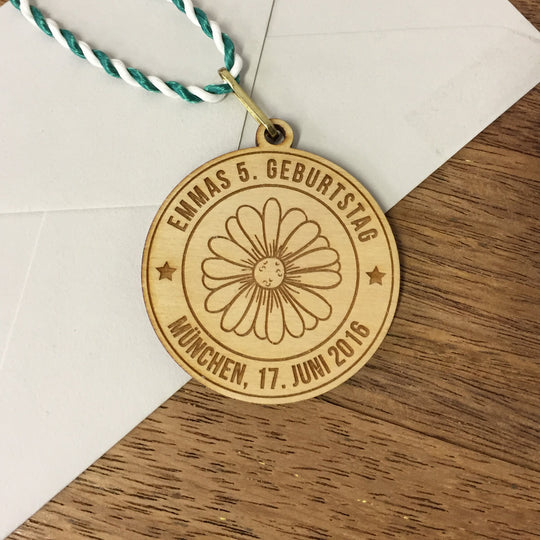 EMMAS 5. GEBURTSTAG
MÜNCHEN, 17. JUNI 2016